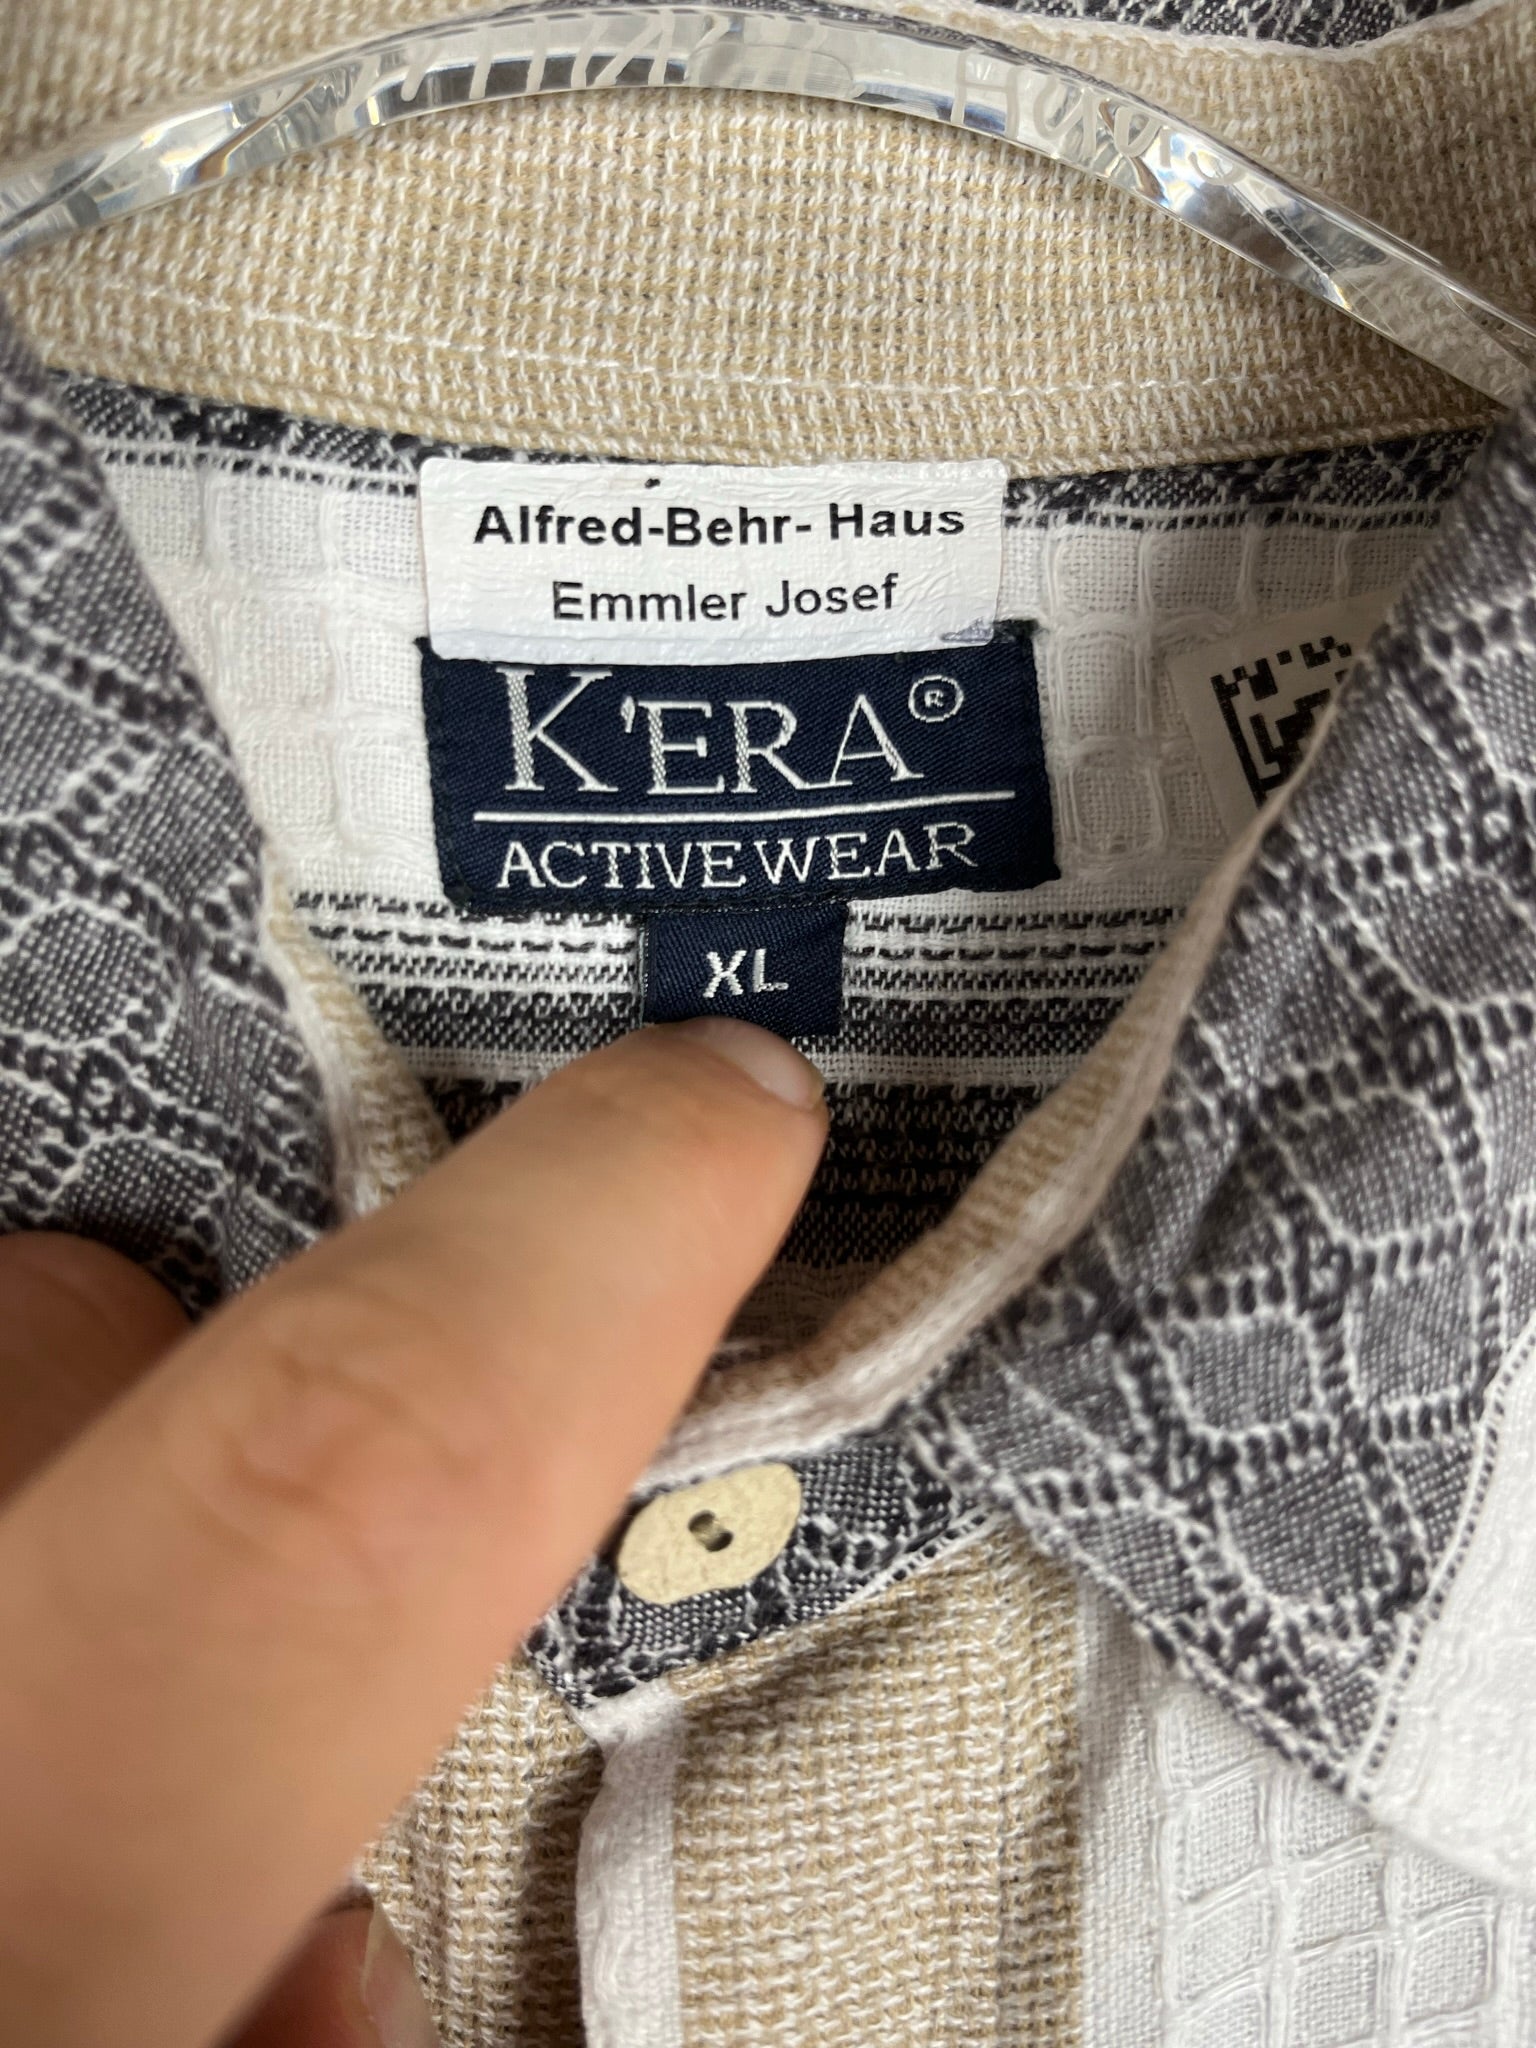 Alfred-Behr- Haus
Emmler Josef
K'ERA®
ACTIVEWEAR
XL